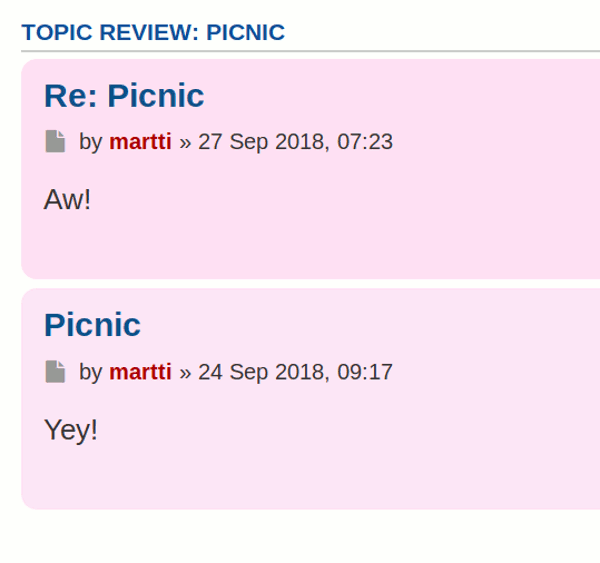 TOPIC REVIEW: PICNIC
Re: Picnic
by martti » 27 Sep 2018, 07:23
Aw!
Picnic
by martti » 24 Sep 2018, 09:17
Yey!